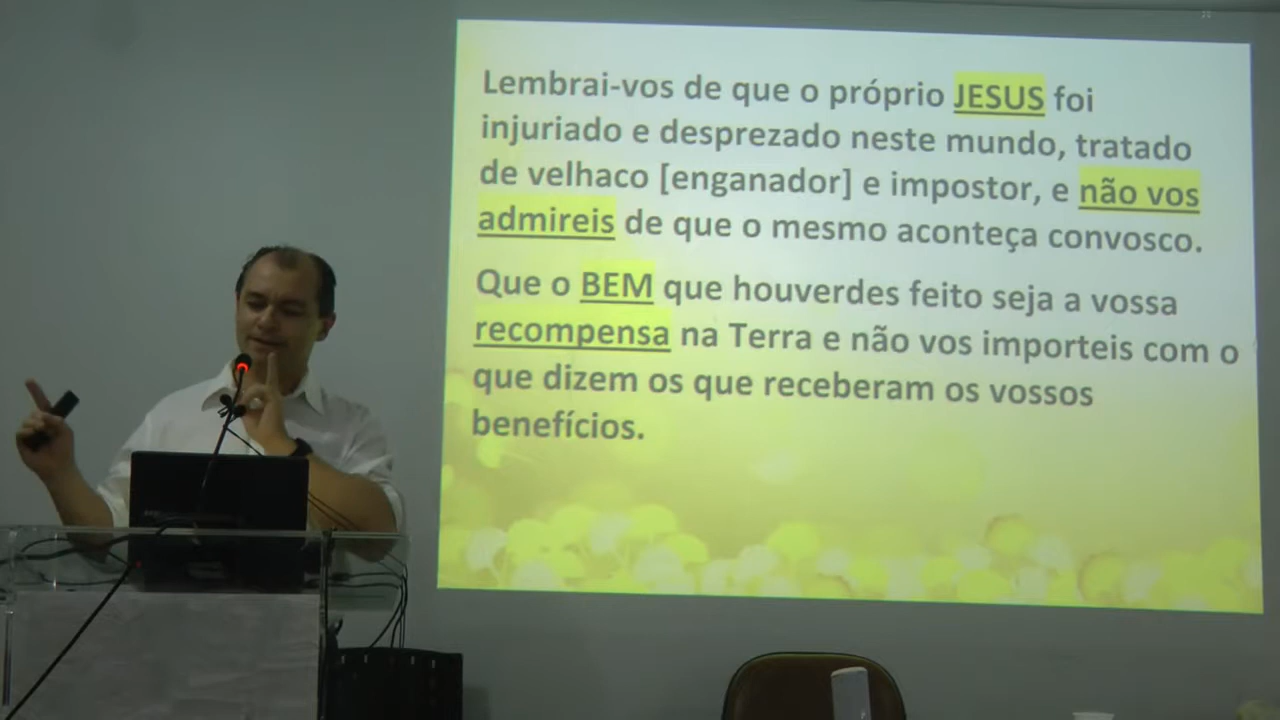 Lembrai-vos de que o próprio JESUS foi
injuriado e desprezado neste mundo, tratado
de velhaco [enganador] e impostor, e não vos
admireis de que o mesmo aconteça convosco.
Que o BEM que houverdes feito seja a vossa
recompensa na Terra e não vos importeis com o
que dizem os que receberam os vossos
benefícios.